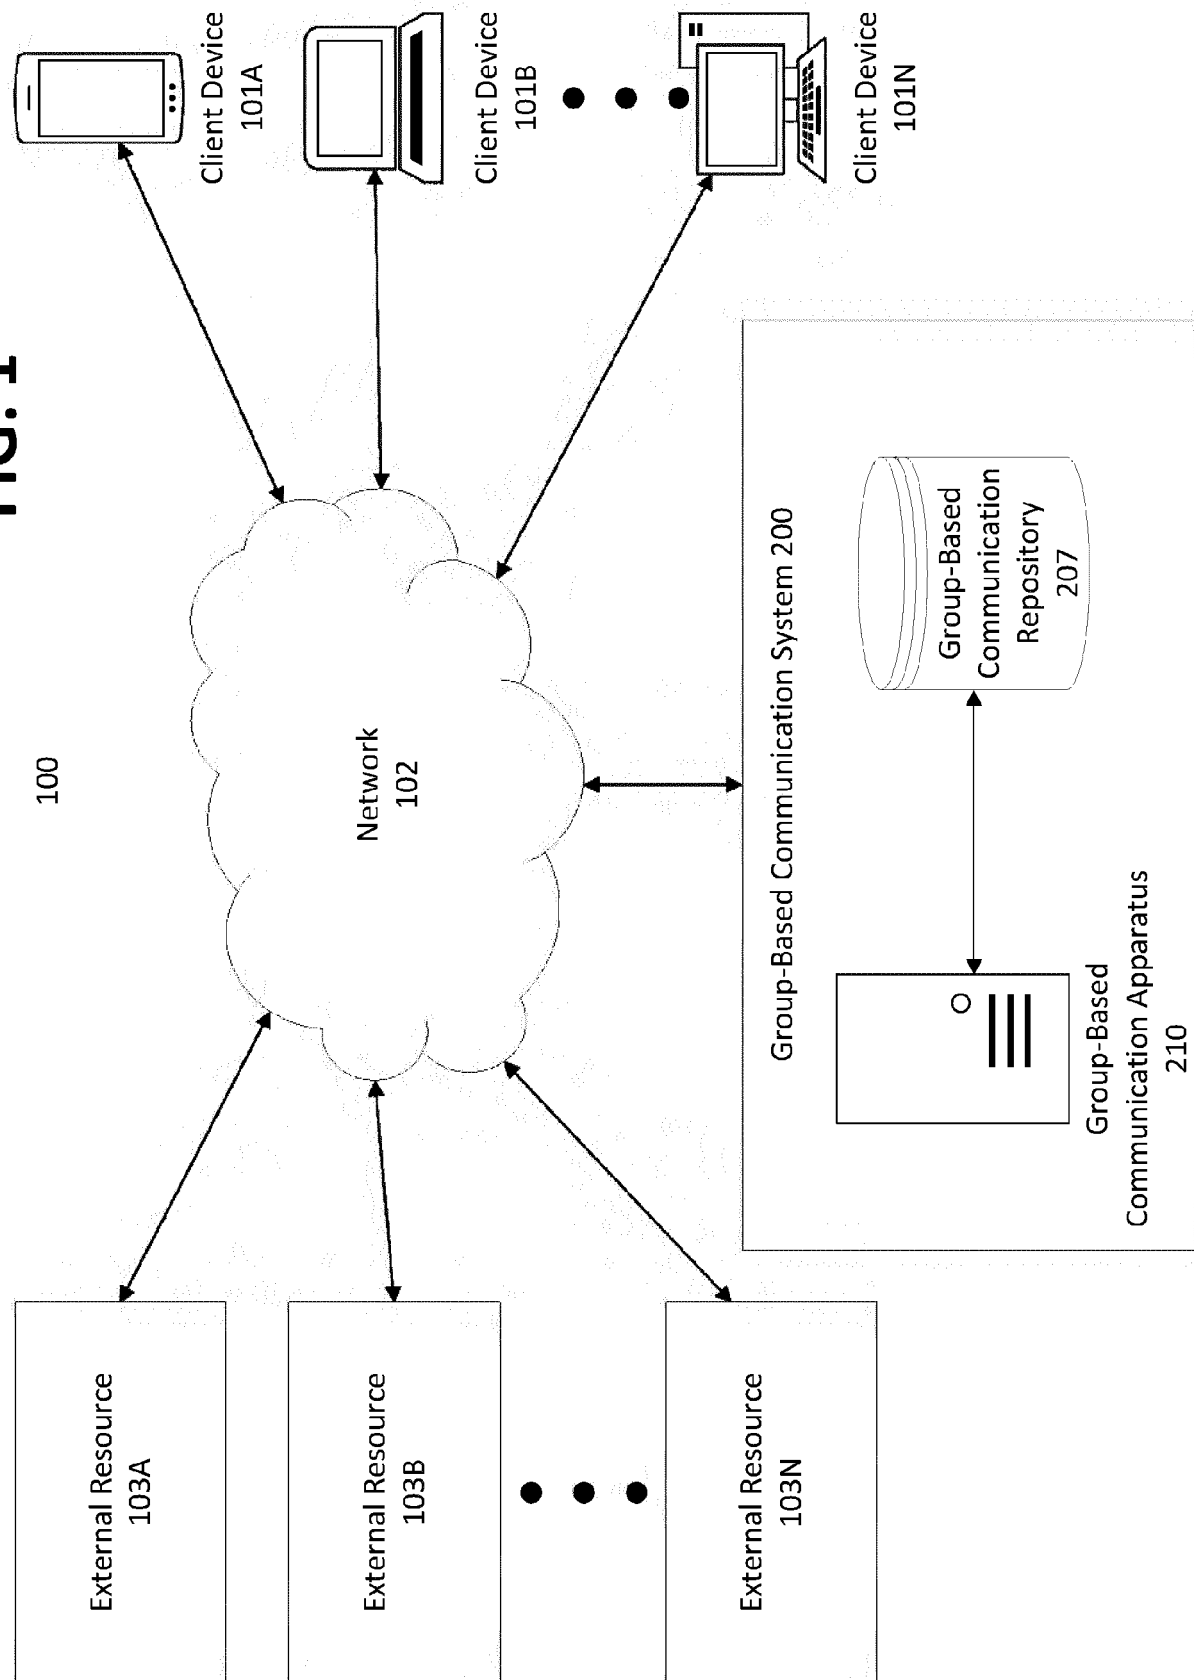 FIG. 1
100
External Resource
103A
External Resource
103B
External Resource
103N
Network
102
Client Device
101A
Client Device
101B
Client Device
101N
Group-Based Communication System 200
Group-Based
Communication Apparatus
210
Group-Based
Communication
Repository
207